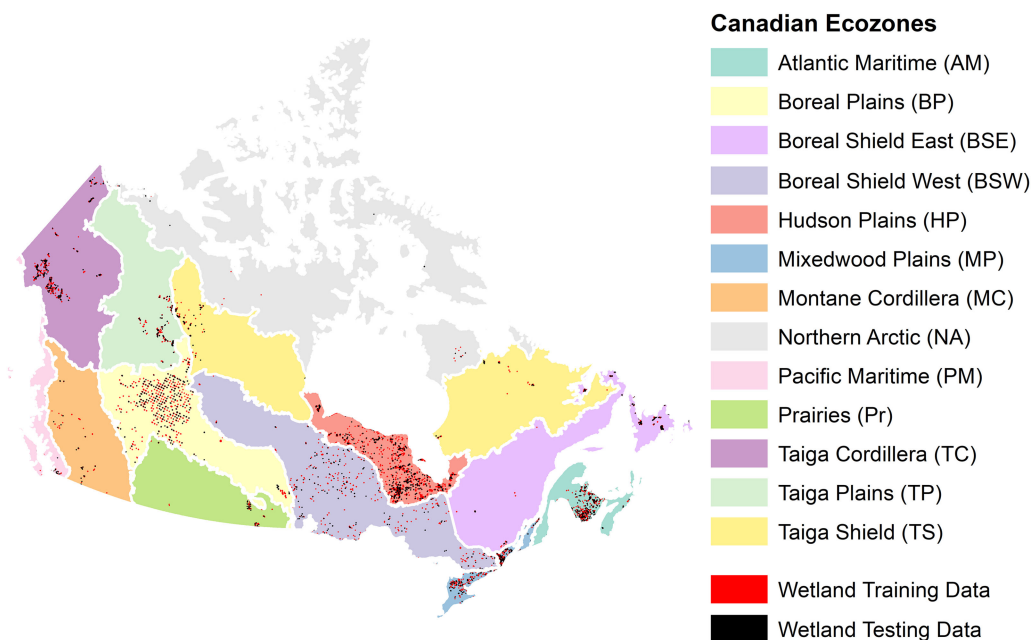 Canadian Ecozones
Atlantic Maritime (AM)
Boreal Plains (BP)
Boreal Shield East (BSE)
Boreal Shield West (BSW)
Hudson Plains (HP)
Mixedwood Plains (MP)
Montane Cordillera (MC)
Northern Arctic (NA)
Pacific Maritime (PM)
Prairies (Pr)
Taiga Cordillera (TC)
Taiga Plains (TP)
Taiga Shield (TS)
Wetland Training Data
Wetland Testing Data